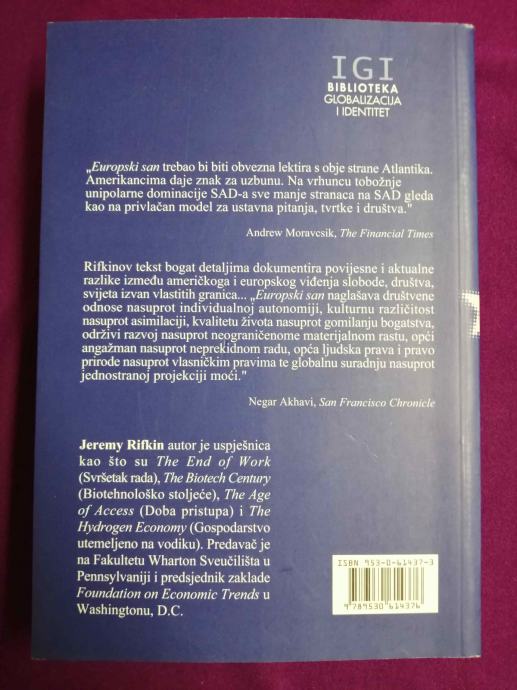 IGI
BIBLIOTEKA
GLOBALIZACIJA
I IDENTITET
„Europski san trebao bi biti obvezna lektira s obje strane Atlantika.
Amerikancima daje znak za uzbunu. Na vrhuncu tobožnje
unipolarne dominacije SAD-a sve manje stranaca na SAD gleda
kao na privlačan model za ustavna pitanja, tvrtke i društva."
Andrew Moravcsik, The Financial Times
Rifkinov tekst bogat detaljima dokumentira povijesne i aktualne
razlike između američkoga i europskog viđenja slobode, društva,
svijeta izvan vlastitih granica... „Europski san naglašava društvene
odnose nasuprot individualnoj autonomiji, kulturnu različitost
nasuprot asimilaciji, kvalitetu života nasuprot gomilanju bogatstva,
održivi razvoj nasuprot neograničenome materijalnom rastu, opći
angažman nasuprot neprekidnom radu, opća ljudska prava i pravo
prirode nasuprot vlasničkim pravima te globalnu suradnju nasuprot
jednostranoj projekciji moći."
Negar Akhavi, San Francisco Chronicle
Jeremy Rifkin autor je uspješnica
kao što su The End of Work
(Svršetak rada), The Biotech Century
(Biotehnološko stoljeće), The Age
of Access (Doba pristupa) i The
Hydrogen Economy (Gospodarstvo
utemeljeno na vodiku). Predavač je
na Fakultetu Wharton Sveučilišta u
Pennsylvaniji i predsjednik zaklade
Foundation on Economic Trends u
Washingtonu, D.C.
ISBN 953-0-61437-3
9 789530 614376